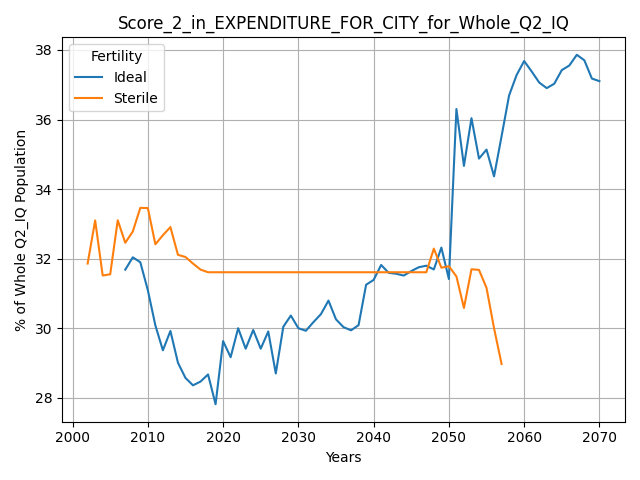 Score_2_in_EXPENDITURE_FOR_CITY_for_Whole_Q2_IQ
Fertility
Ideal
Sterile
% of Whole Q2_IQ Population
38
36
34
32
30
28
2000 2010 2020 2030 2040 2050 2060 2070
Years